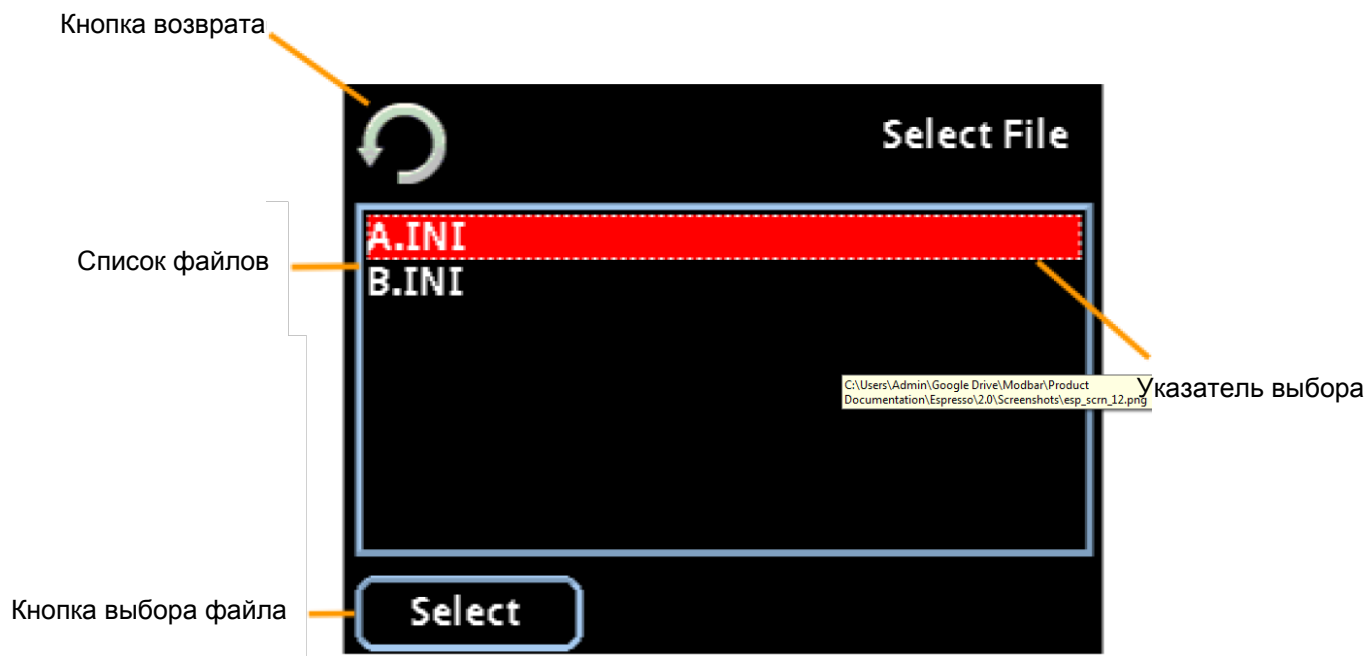 Кнопка возврата
Select File
A.INI
Список файлов
B.INI
C:\Users\Admin\Google Drive\Modbar\Product
Documentation\Espresso\2.0\Screenshots\esp_scrn_12.png
Указатель выбора
Кнопка выбора файла
Select